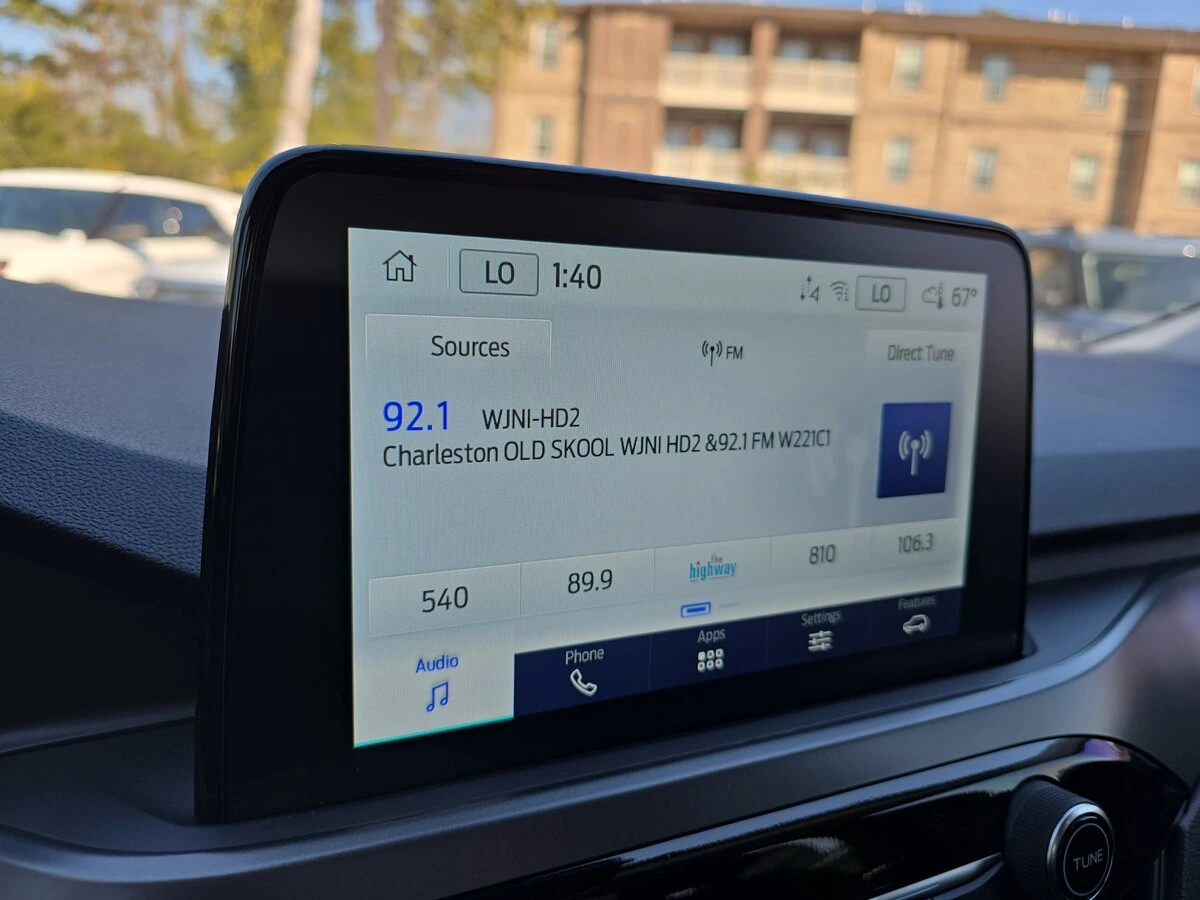 LO 1:40 LO 67°
Sources FM Direct Tune
92.1 WJNI-HD2
Charleston OLD SKOOL WJNI HD2 &92.1 FM W221C1
540 89.9 the highway 810 106.3
Audio Phone Apps Settings Features
TUNE